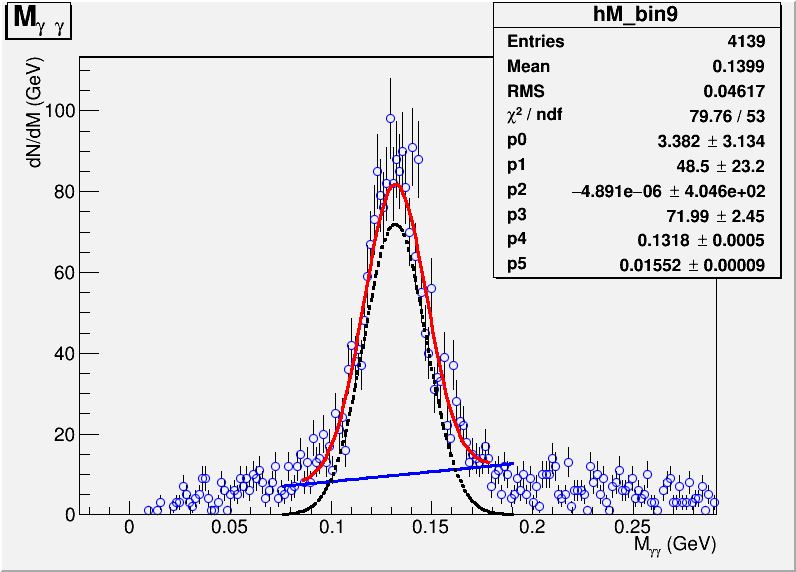 M γ γ
hM_bin9
Entries 4139
Mean 0.1399
RMS 0.04617
χ² / ndf 79.76 / 53
p0 3.382 ± 3.134
p1 48.5 ± 23.2
p2 −4.891e−06 ± 4.046e+02
p3 71.99 ± 2.45
p4 0.1318 ± 0.0005
p5 0.01552 ± 0.00009
dN/dM (GeV)
100
80
60
40
20
0
0 0.05 0.1 0.15 0.2 0.25
Mγγ (GeV)